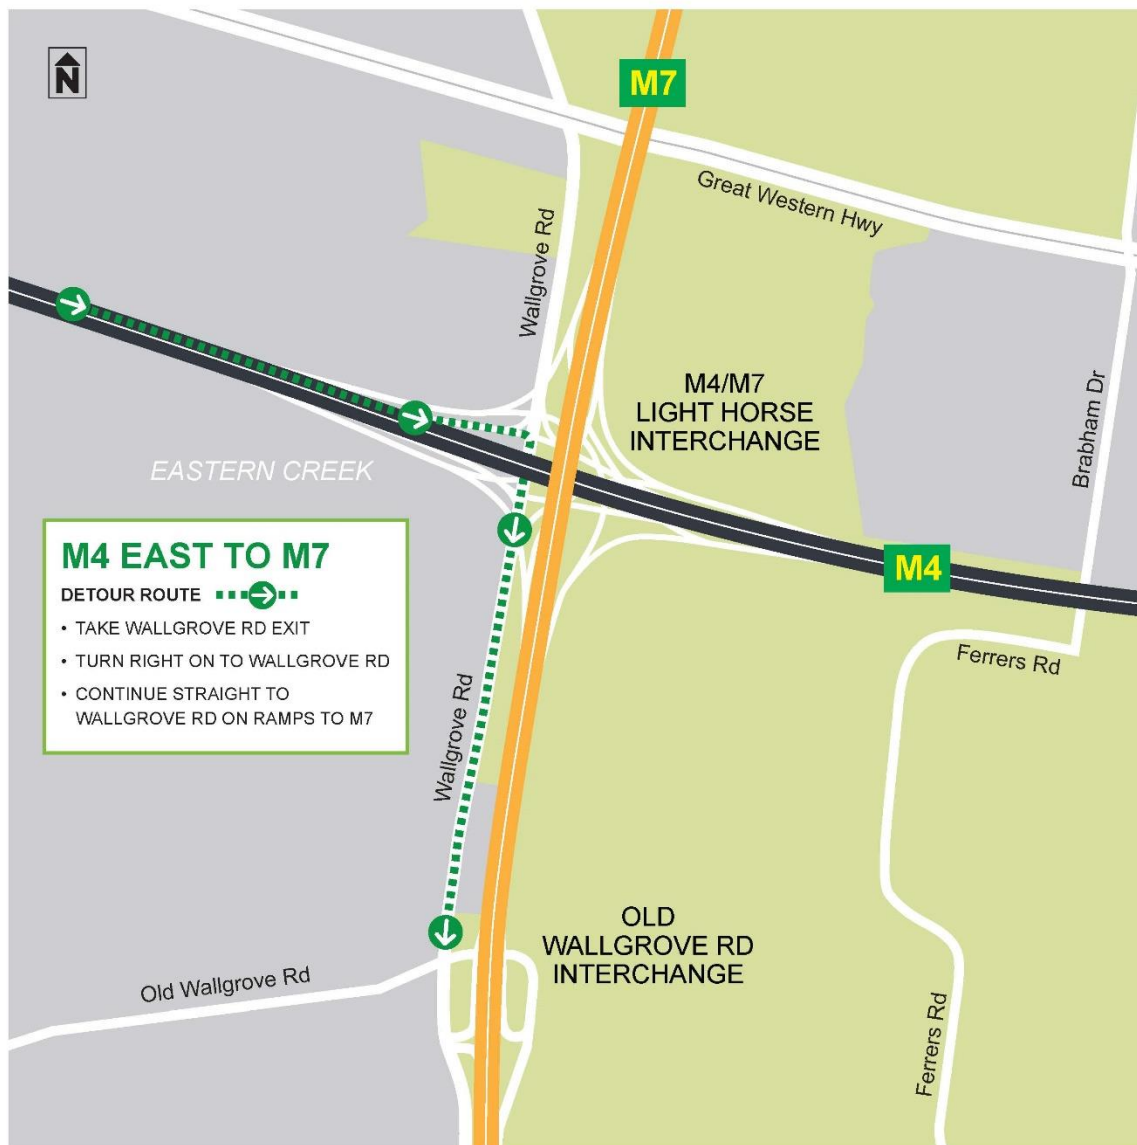 N
M7
Great Western Hwy
Wallgrove Rd
M4/M7
LIGHT HORSE
INTERCHANGE
Brabham Dr
EASTERN CREEK
M4 EAST TO M7
DETOUR ROUTE
• TAKE WALLGROVE RD EXIT
• TURN RIGHT ON TO WALLGROVE RD
• CONTINUE STRAIGHT TO
WALLGROVE RD ON RAMPS TO M7
M4
Ferrers Rd
Wallgrove Rd
OLD
WALLGROVE RD
INTERCHANGE
Old Wallgrove Rd
Ferrers Rd